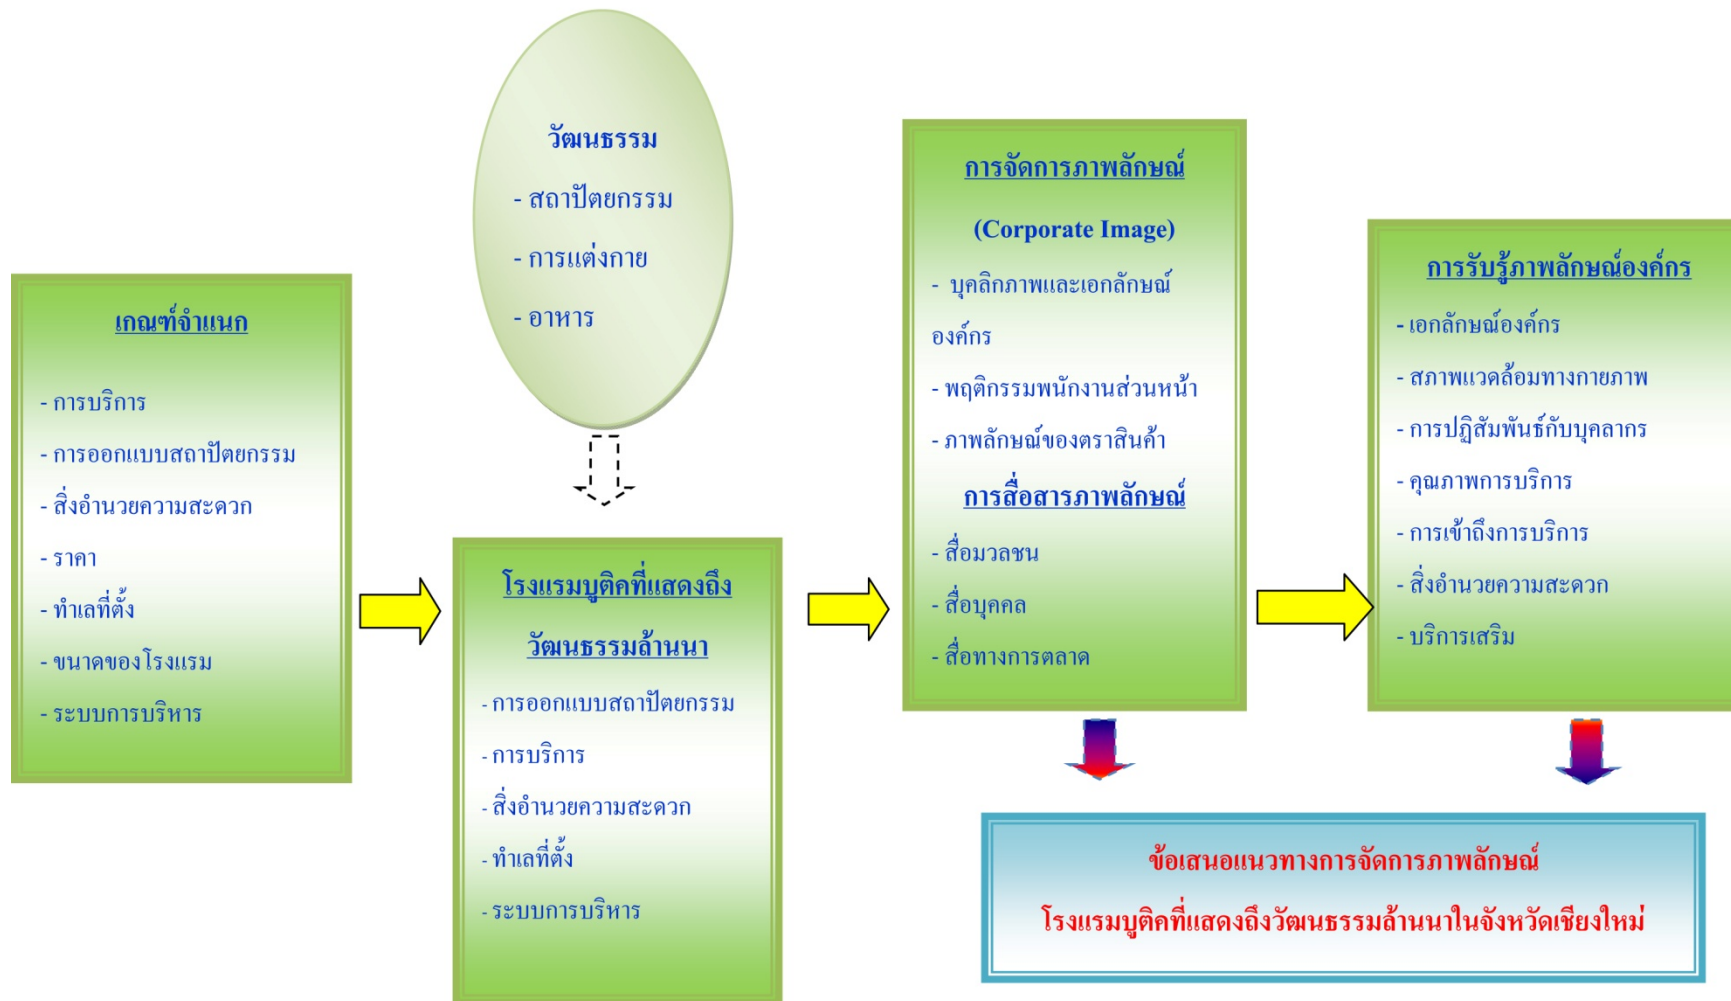 วัฒนธรรม
- สถาปัตยกรรม
- การแต่งกาย
- อาหาร
เกณฑ์จำแนก
- การบริการ
- การออกแบบสถาปัตยกรรม
- สิ่งอำนวยความสะดวก
- ราคา
- ทำเลที่ตั้ง
- ขนาดของโรงแรม
- ระบบการบริหาร
โรงแรมบูติคที่แสดงถึง
วัฒนธรรมล้านนา
- การออกแบบสถาปัตยกรรม
- การบริการ
- สิ่งอำนวยความสะดวก
- ทำเลที่ตั้ง
- ระบบการบริหาร
การจัดการภาพลักษณ์
(Corporate Image)
- บุคลิกภาพและเอกลักษณ์
องค์กร
- พฤติกรรมพนักงานส่วนหน้า
- ภาพลักษณ์ของตราสินค้า
การสื่อสารภาพลักษณ์
- สื่อมวลชน
- สื่อบุคคล
- สื่อทางการตลาด
การรับรู้ภาพลักษณ์องค์กร
- เอกลักษณ์องค์กร
- สภาพแวดล้อมทางกายภาพ
- การปฏิสัมพันธ์กับบุคลากร
- คุณภาพการบริการ
- การเข้าถึงการบริการ
- สิ่งอำนวยความสะดวก
- บริการเสริม
ข้อเสนอแนวทางการจัดการภาพลักษณ์
โรงแรมบูติคที่แสดงถึงวัฒนธรรมล้านนาในจังหวัดเชียงใหม่